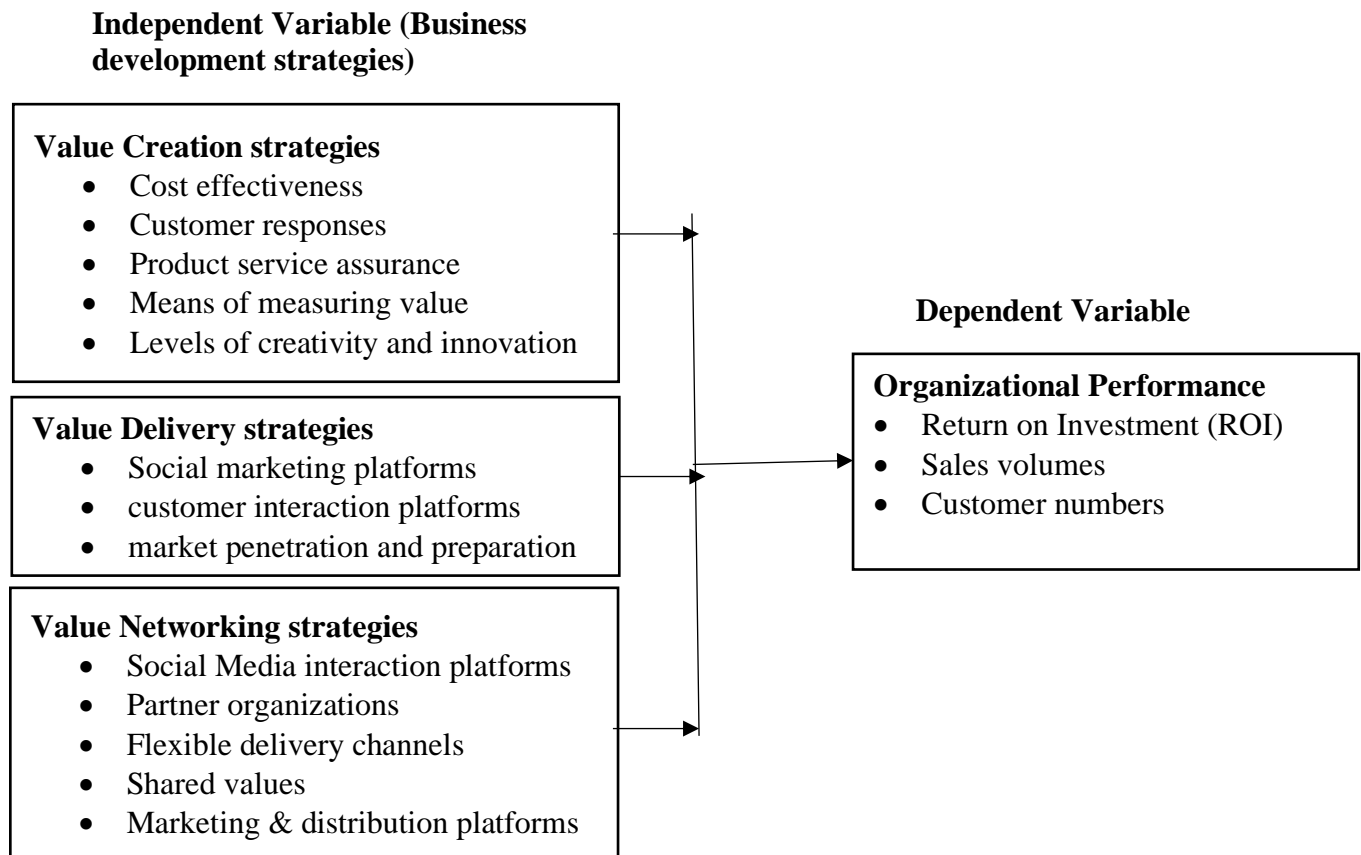 Independent Variable (Business
development strategies)
Value Creation strategies
• Cost effectiveness
• Customer responses
• Product service assurance
• Means of measuring value
• Levels of creativity and innovation
Value Delivery strategies
• Social marketing platforms
• customer interaction platforms
• market penetration and preparation
Value Networking strategies
• Social Media interaction platforms
• Partner organizations
• Flexible delivery channels
• Shared values
• Marketing & distribution platforms
Dependent Variable
Organizational Performance
• Return on Investment (ROI)
• Sales volumes
• Customer numbers